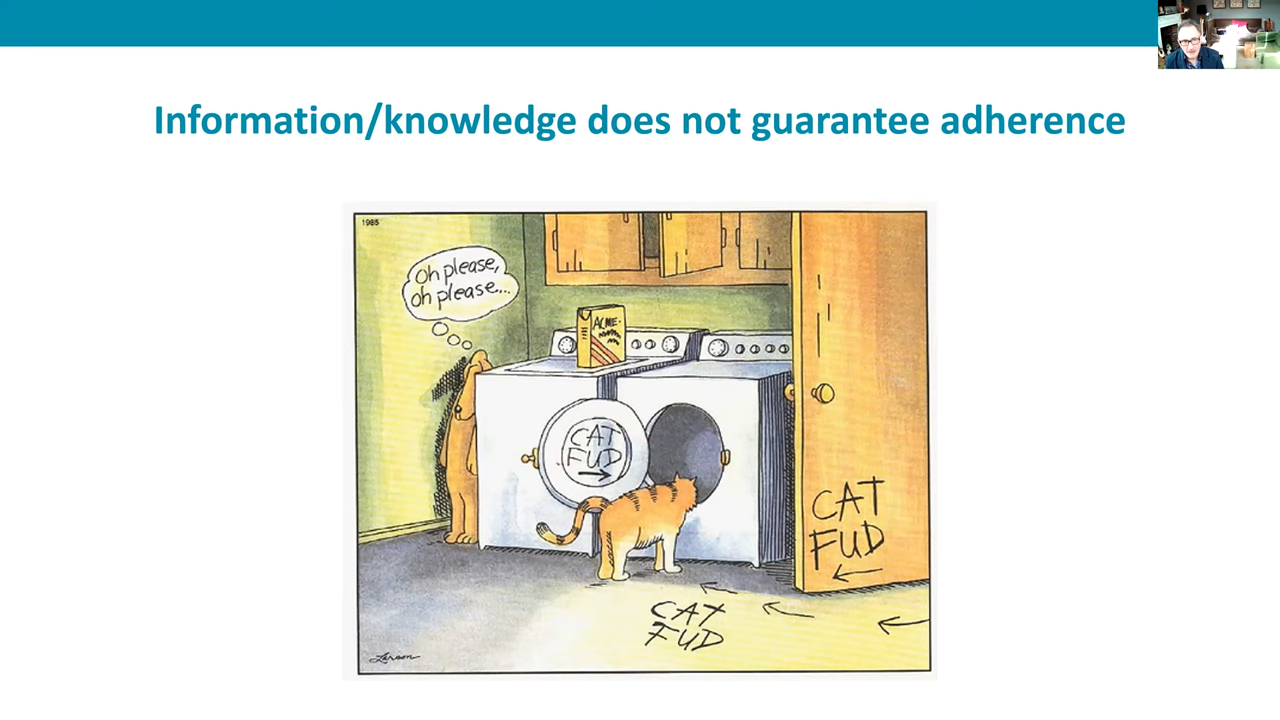 Information/knowledge does not guarantee adherence
1985
Oh please,
oh please...
ACME
CAT
FUD
CAT
FUD
CAT
FUD
Larson